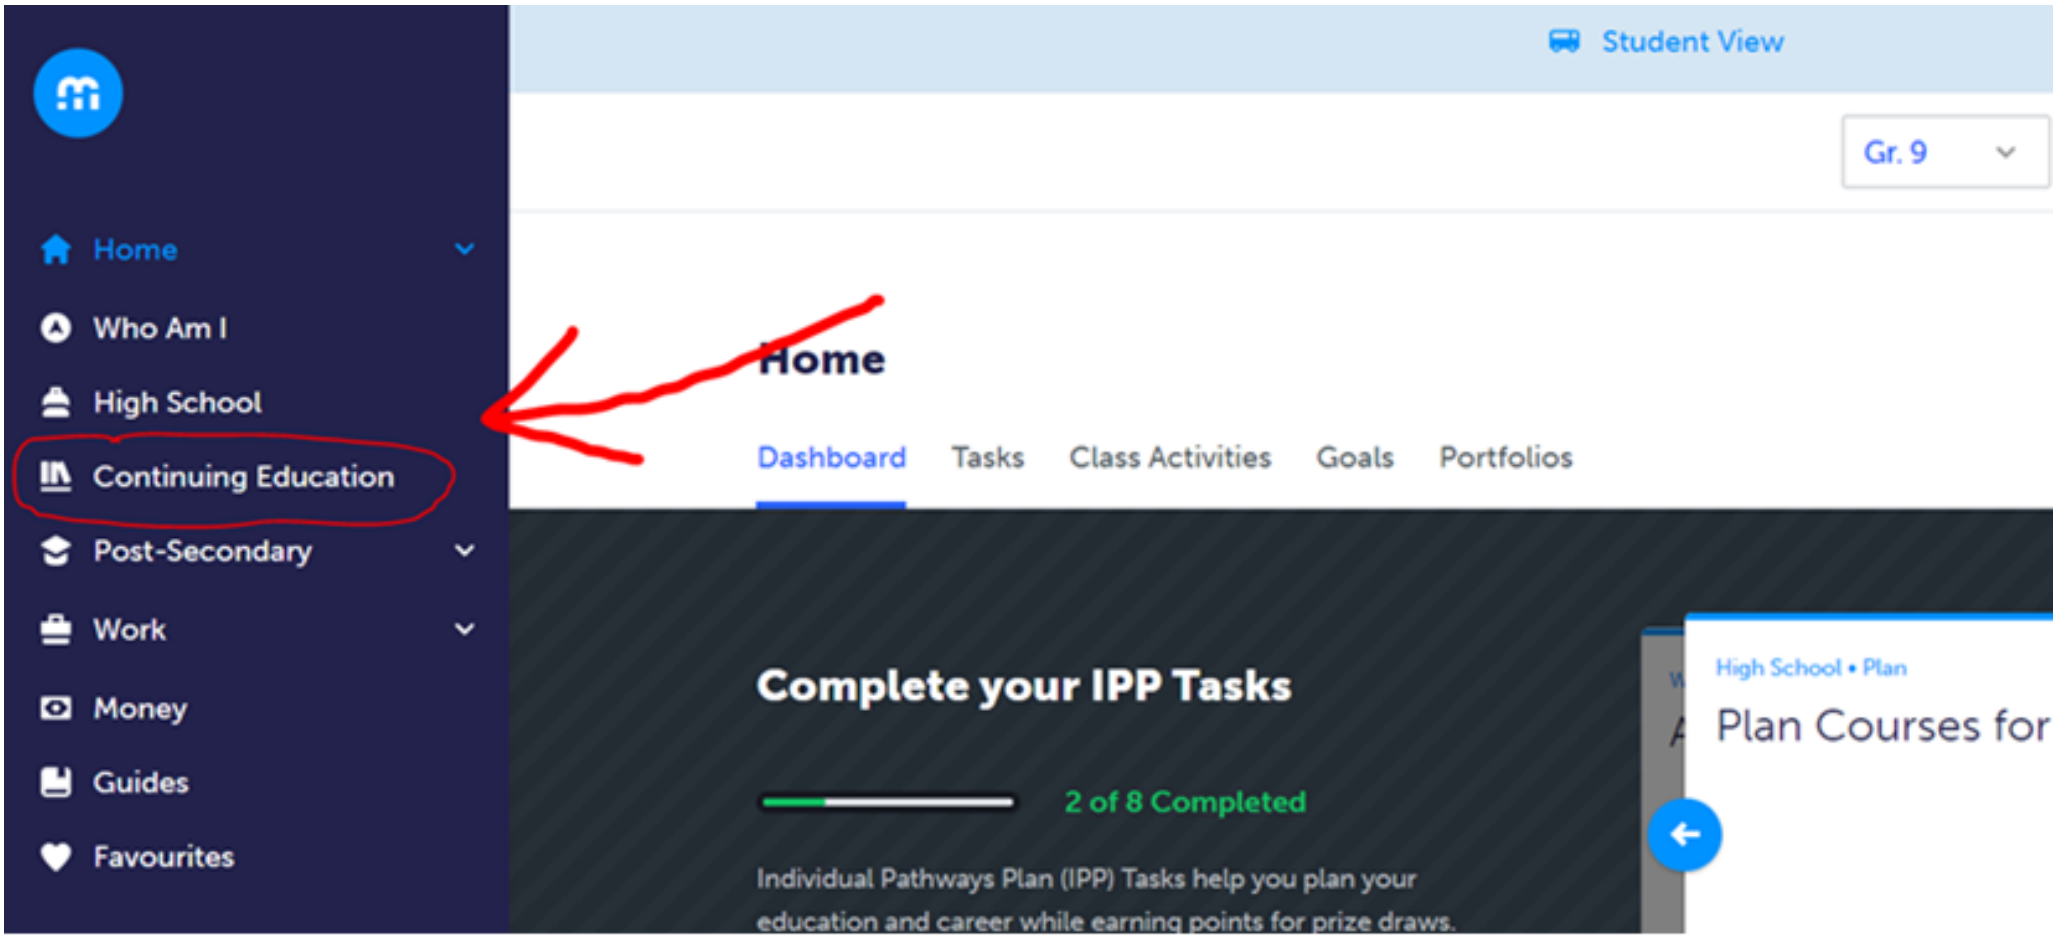 Student View
Gr. 9
Home
Who Am I
High School
Continuing Education
Post-Secondary
Work
Money
Guides
Favourites
Home
Dashboard Tasks Class Activities Goals Portfolios
Complete your IPP Tasks
2 of 8 Completed
Individual Pathways Plan (IPP) Tasks help you plan your
education and career while earning points for prize draws.
High School • Plan
Plan Courses for